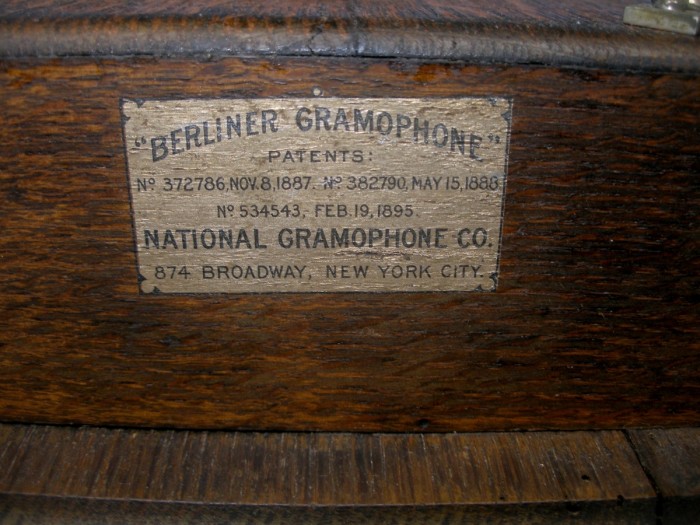 "BERLINER GRAMOPHONE"
PATENTS:
Nº 372786, NOV. 8, 1887. Nº 382790, MAY 15, 1888
Nº 534543, FEB. 19, 1895.
NATIONAL GRAMOPHONE CO.
874 BROADWAY, NEW YORK CITY.